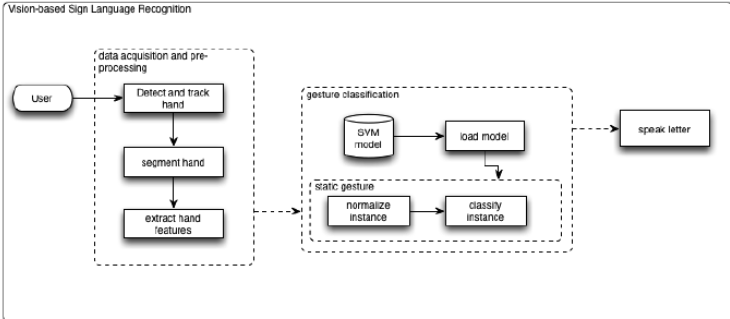 Vision-based Sign Language Recognition
data acquisition and pre-
processing
User
Detect and track
hand
segment hand
extract hand
features
gesture classification
SVM
model
load model
static gesture
normalize
instance
classify
instance
speak letter